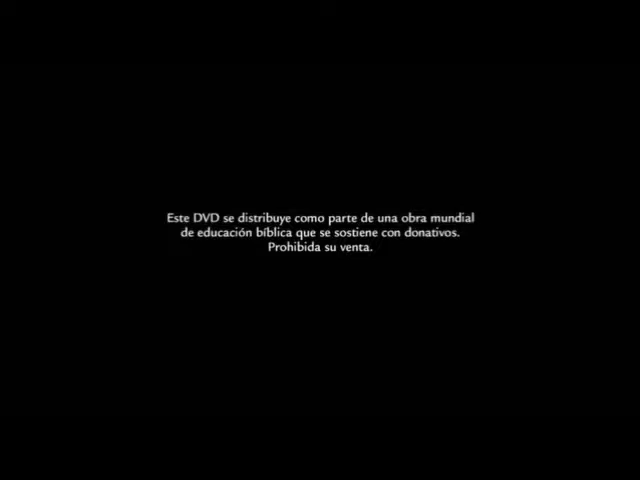 Este DVD se distribuye como parte de una obra mundial
de educación bíblica que se sostiene con donativos.
Prohibida su venta.